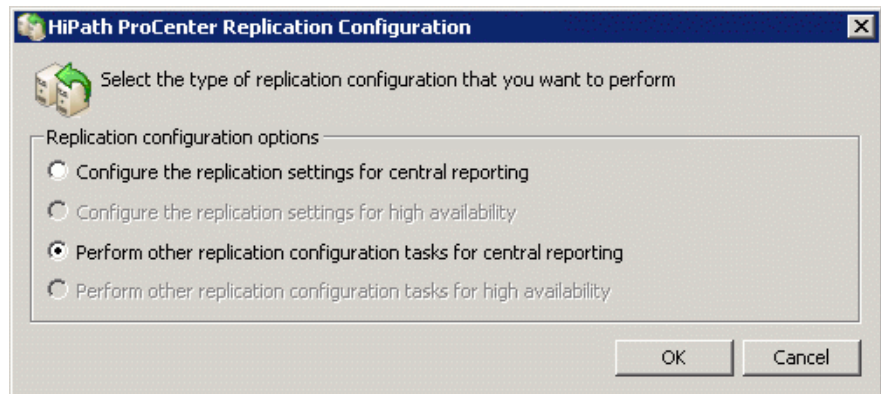 HiPath ProCenter Replication Configuration
Select the type of replication configuration that you want to perform
Replication configuration options
Configure the replication settings for central reporting
Configure the replication settings for high availability
Perform other replication configuration tasks for central reporting
Perform other replication configuration tasks for high availability
OK
Cancel